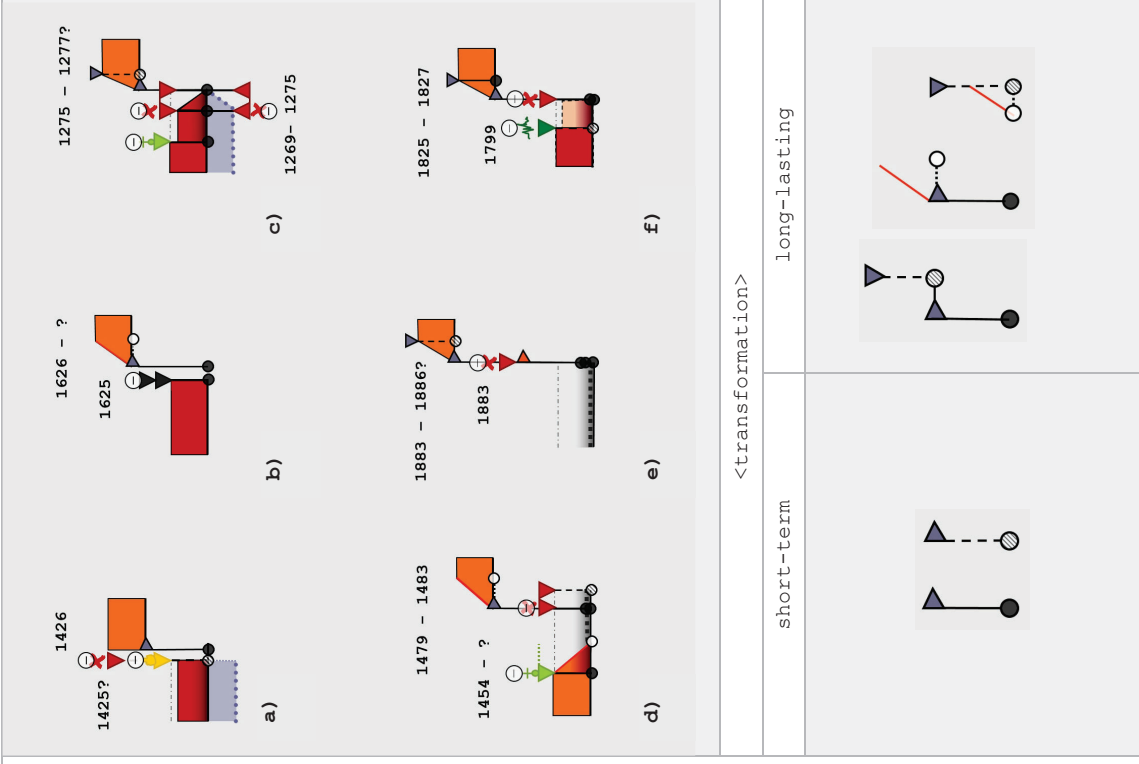 1426
1425?
a)
1626 - ?
1625
b)
1275 - 1277?
1269- 1275
c)
1479 - 1483
1454 - ?
d)
1883 - 1886?
1883
e)
1825 - 1827
1799
f)
<transformation>
short-term
long-lasting